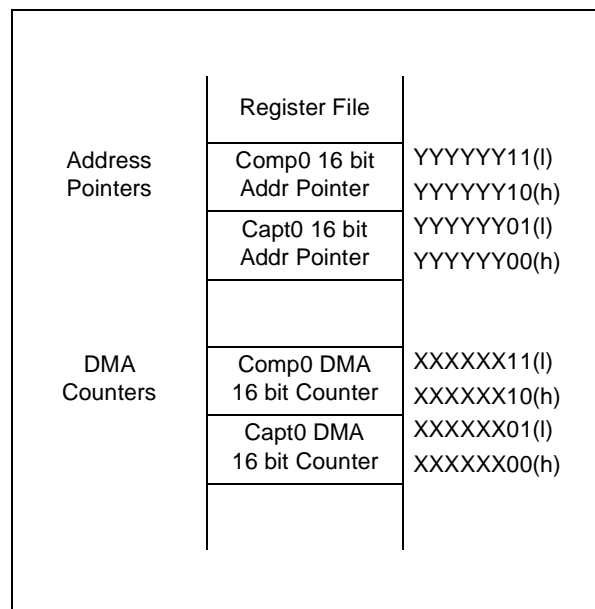 Register File
Address
Pointers
Comp0 16 bit
Addr Pointer
YYYYYY11(l)
YYYYYY10(h)
Capt0 16 bit
Addr Pointer
YYYYYY01(l)
YYYYYY00(h)
DMA
Counters
Comp0 DMA
16 bit Counter
XXXXXX11(l)
XXXXXX10(h)
Capt0 DMA
16 bit Counter
XXXXXX01(l)
XXXXXX00(h)